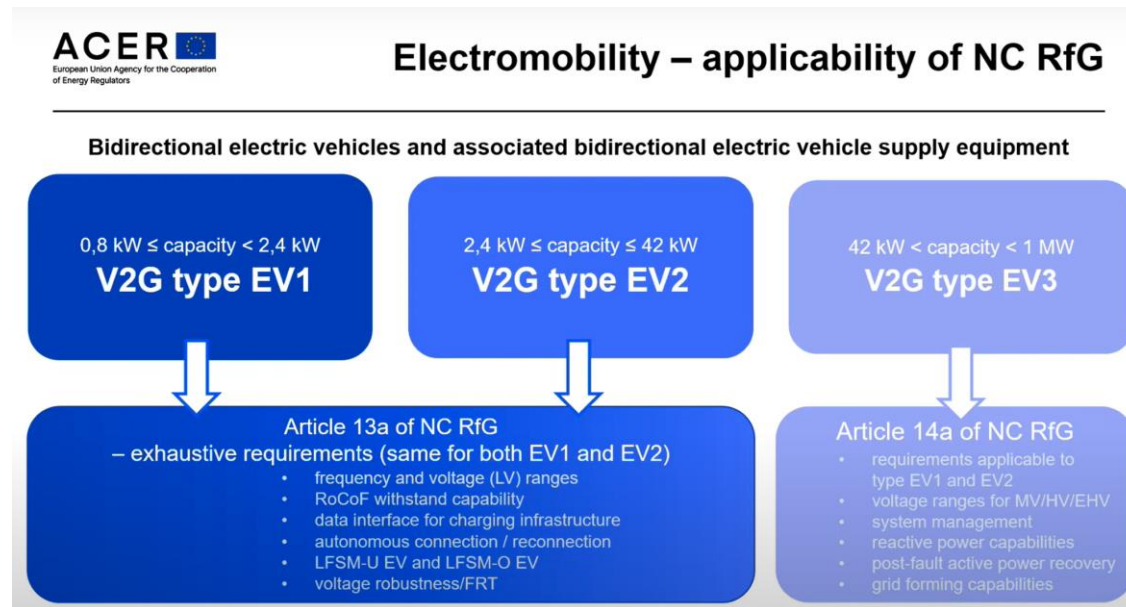 ACER
European Union Agency for the Cooperation
of Energy Regulators
Electromobility – applicability of NC RfG
Bidirectional electric vehicles and associated bidirectional electric vehicle supply equipment
0,8 kW ≤ capacity < 2,4 kW
V2G type EV1
2,4 kW ≤ capacity ≤ 42 kW
V2G type EV2
42 kW < capacity < 1 MW
V2G type EV3
Article 13a of NC RfG
– exhaustive requirements (same for both EV1 and EV2)
• frequency and voltage (LV) ranges
• RoCoF withstand capability
• data interface for charging infrastructure
• autonomous connection / reconnection
• LFSM-U EV and LFSM-O EV
• voltage robustness/FRT
Article 14a of NC RfG
• requirements applicable to
type EV1 and EV2
• voltage ranges for MV/HV/EHV
• system management
• reactive power capabilities
• post-fault active power recovery
• grid forming capabilities